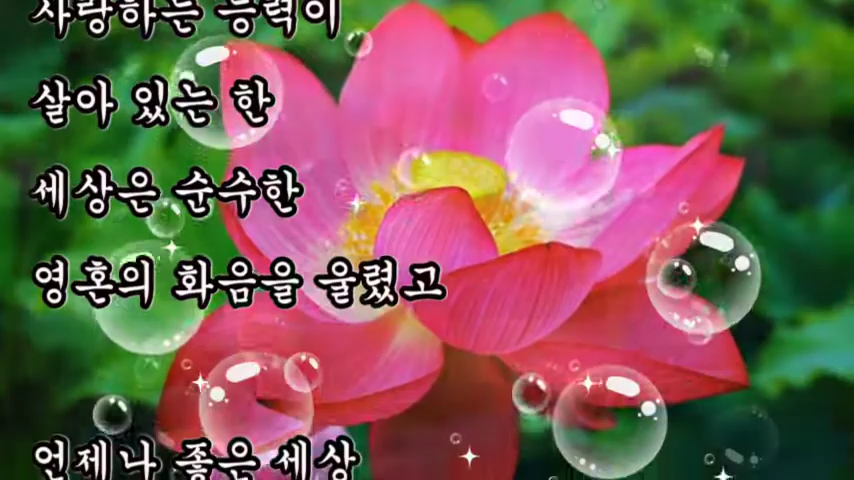 사랑하는 능력이
살아 있는 한
세상은 순수한
영혼의 화음을 울렸고
언제나 좋은 세상